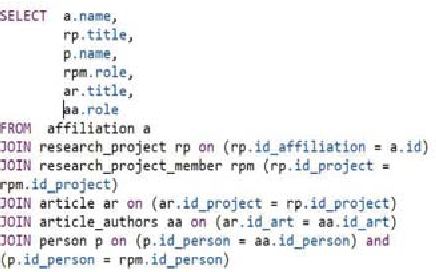 SELECT a.name,
rp.title,
p.name,
rpm.role,
ar.title,
aa.role
FROM affiliation a
JOIN research_project rp on (rp.id_affiliation = a.id)
JOIN research_project_member rpm (rp.id_project =
rpm.id_project)
JOIN article ar on (ar.id_project = rp.id_project)
JOIN article_authors aa on (ar.id_art = aa.id_art)
JOIN person p on (p.id_person = aa.id_person) and
(p.id_person = rpm.id_person)